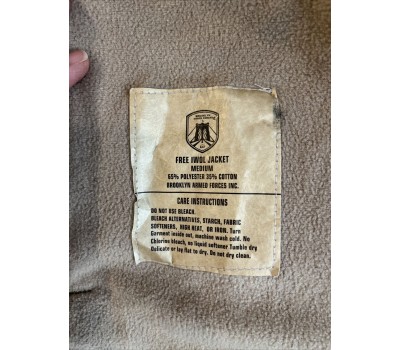 FREE IWOL JACKET
MEDIUM
65% POLYESTER 35% COTTON
BROOKLYN ARMED FORCES INC.
CARE INSTRUCTIONS
DO NOT USE BLEACH.
BLEACH ALTERNATIVES, STARCH, FABRIC
SOFTENERS, HIGH HEAT, OR IRON. Turn
Garment inside out, machine wash cold. No
Chlorine bleach, no liquid softener Tumble dry
Delicate or lay flat to dry. Do not dry clean.